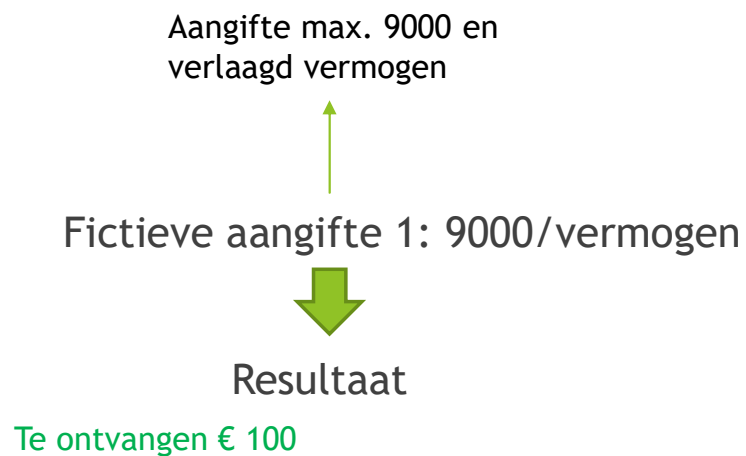 Aangifte max. 9000 en
verlaagd vermogen
Fictieve aangifte 1: 9000/vermogen
Resultaat
Te ontvangen € 100